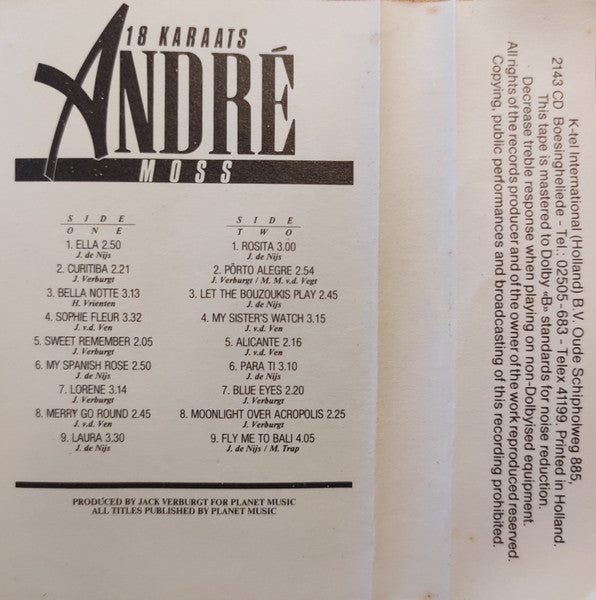 18 KARAATS
ANDRÉ
MOSS
SIDE
ONE
1. ELLA 2.50
J. de Nijs
2. CURITIBA 2.21
J. Verburgt
3. BELLA NOTTE 3.13
H. Vrienten
4. SOPHIE FLEUR 3.32
J. v.d. Ven
5. SWEET REMEMBER 2.05
J. Verburgt
6. MY SPANISH ROSE 2.50
J. de Nijs
7. LORENE 3.14
J. Verburgt
8. MERRY GO ROUND 2.45
J. v.d. Ven
9. LAURA 3.30
J. de Nijs
SIDE
TWO
1. ROSITA 3.00
J. de Nijs
2. PÔRTO ALEGRE 2.54
J. Verburgt / M. M. v.d. Vegt
3. LET THE BOUZOUKIS PLAY 2.45
J. de Nijs
4. MY SISTER'S WATCH 3.15
J. v.d. Ven
5. ALICANTE 2.16
J. v.d. Ven
6. PARA TI 3.10
J. de Nijs
7. BLUE EYES 2.20
J. Verburgt
8. MOONLIGHT OVER ACROPOLIS 2.25
J. Verburgt
9. FLY ME TO BALI 4.05
J. de Nijs / M. Trap
PRODUCED BY JACK VERBURGT FOR PLANET MUSIC
ALL TITLES PUBLISHED BY PLANET MUSIC
K-tel International (Holland) B.V. Oude Schipholweg 885,
2143 CD Boesingheliede - Tel.: 02505-683 - Telex 41199. Printed in Holland.
This tape is mastered to Dolby «B» standards for noise reduction.
Decrease treble response when playing on non-Dolbyised equipment.
All rights of the records producer and of the owner of the work reproduced reserved.
Copying, public performances and broadcasting of this recording prohibited.